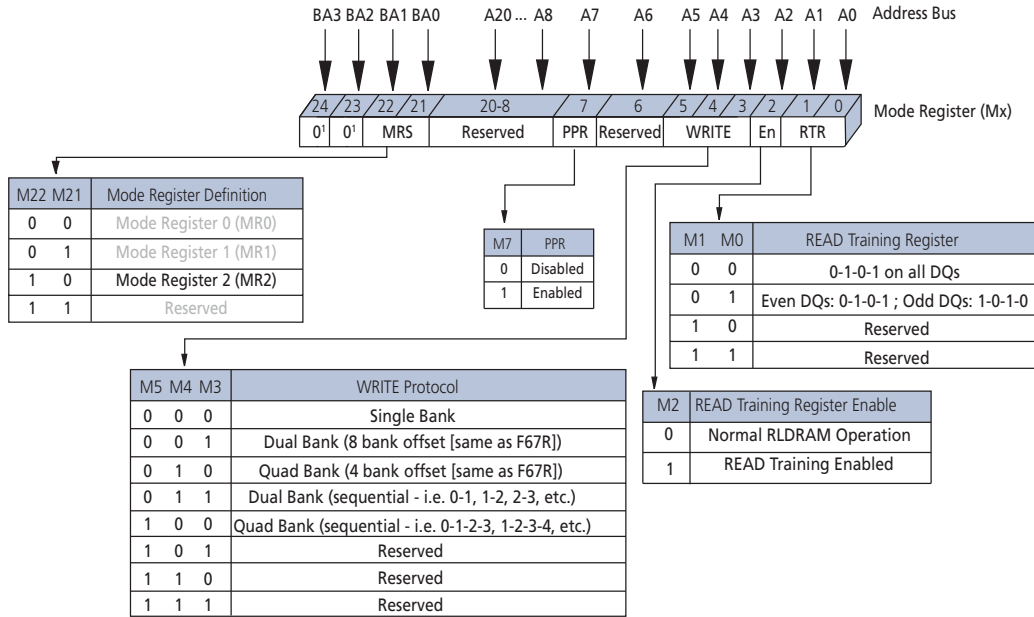 BA3 BA2 BA1 BA0 A20 ... A8 A7 A6 A5 A4 A3 A2 A1 A0 Address Bus
24 23 22 21 20-8 7 6 5 4 3 2 1 0 Mode Register (Mx)
0¹ 0¹ MRS Reserved PPR Reserved WRITE En RTR
M22 M21 Mode Register Definition
0 0 Mode Register 0 (MR0)
0 1 Mode Register 1 (MR1)
1 0 Mode Register 2 (MR2)
1 1 Reserved
M7 PPR
0 Disabled
1 Enabled
M1 M0 READ Training Register
0 0 0-1-0-1 on all DQs
0 1 Even DQs: 0-1-0-1 ; Odd DQs: 1-0-1-0
1 0 Reserved
1 1 Reserved
M5 M4 M3 WRITE Protocol
0 0 0 Single Bank
0 0 1 Dual Bank (8 bank offset [same as F67R])
0 1 0 Quad Bank (4 bank offset [same as F67R])
0 1 1 Dual Bank (sequential - i.e. 0-1, 1-2, 2-3, etc.)
1 0 0 Quad Bank (sequential - i.e. 0-1-2-3, 1-2-3-4, etc.)
1 0 1 Reserved
1 1 0 Reserved
1 1 1 Reserved
M2 READ Training Register Enable
0 Normal RLDRAM Operation
1 READ Training Enabled